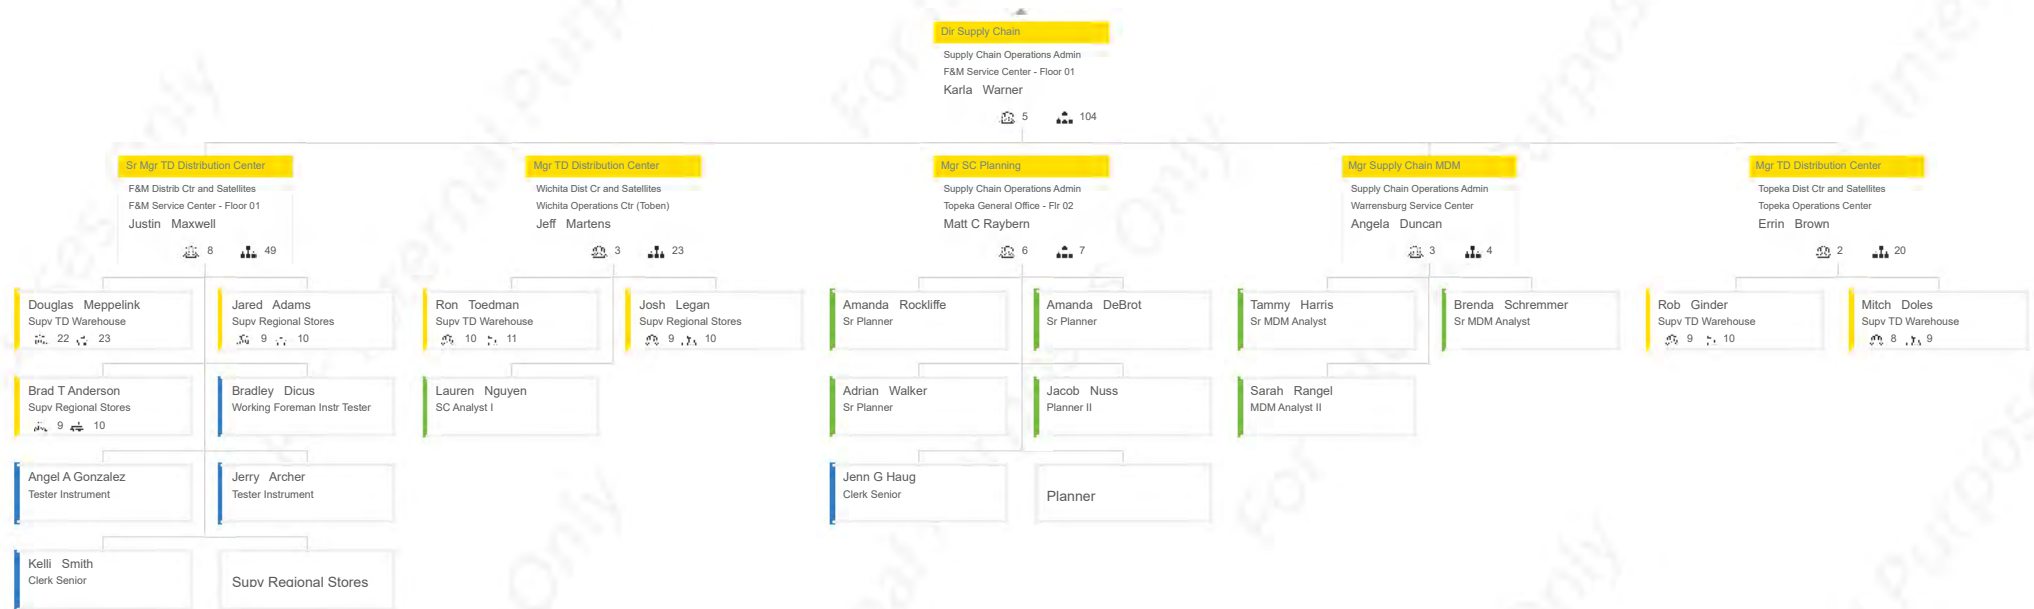 Dir Supply Chain
Supply Chain Operations Admin
F&M Service Center - Floor 01
Karla Warner
5 104
Sr Mgr TD Distribution Center
F&M Distrib Ctr and Satellites
F&M Service Center - Floor 01
Justin Maxwell
8 49
Mgr TD Distribution Center
Wichita Dist Cr and Satellites
Wichita Operations Ctr (Toben)
Jeff Martens
3 23
Mgr SC Planning
Supply Chain Operations Admin
Topeka General Office - Flr 02
Matt C Raybern
6 7
Mgr Supply Chain MDM
Supply Chain Operations Admin
Warrensburg Service Center
Angela Duncan
3 4
Mgr TD Distribution Center
Topeka Dist Ctr and Satellites
Topeka Operations Center
Errin Brown
2 20
Douglas Meppelink
Supv TD Warehouse
22 23
Jared Adams
Supv Regional Stores
9 10
Brad T Anderson
Supv Regional Stores
9 10
Bradley Dicus
Working Foreman Instr Tester
Angel A Gonzalez
Tester Instrument
Jerry Archer
Tester Instrument
Kelli Smith
Clerk Senior
Supv Regional Stores
Ron Toedman
Supv TD Warehouse
10 11
Josh Legan
Supv Regional Stores
9 10
Lauren Nguyen
SC Analyst I
Amanda Rockliffe
Sr Planner
Amanda DeBrot
Sr Planner
Adrian Walker
Sr Planner
Jacob Nuss
Planner II
Jenn G Haug
Clerk Senior
Planner
Tammy Harris
Sr MDM Analyst
Brenda Schremmer
Sr MDM Analyst
Sarah Rangel
MDM Analyst II
Rob Ginder
Supv TD Warehouse
9 10
Mitch Doles
Supv TD Warehouse
8 9